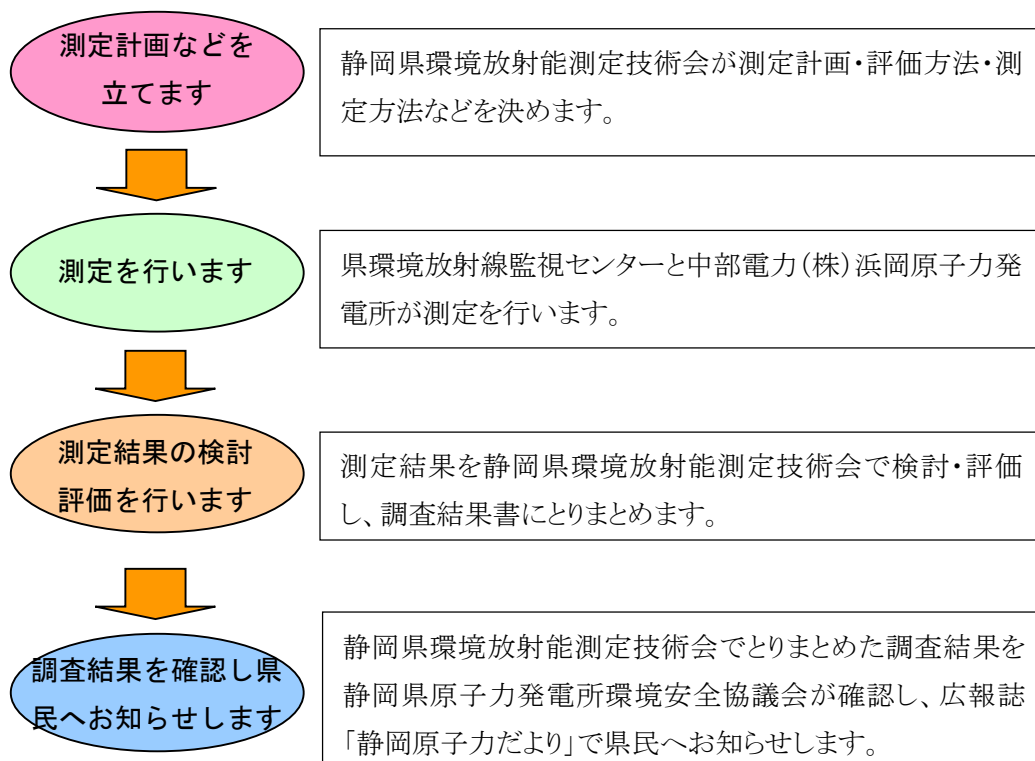 測定計画などを
立てます
静岡県環境放射能測定技術会が測定計画・評価方法・測
定方法などを決めます。
測定を行います
県環境放射線監視センターと中部電力(株)浜岡原子力発
電所が測定を行います。
測定結果の検討
評価を行います
測定結果を静岡県環境放射能測定技術会で検討・評価
し、調査結果書にとりまとめます。
調査結果を確認し県
民へお知らせします
静岡県環境放射能測定技術会でとりまとめた調査結果を
静岡県原子力発電所環境安全協議会が確認し、広報誌
「静岡原子力だより」で県民へお知らせします。